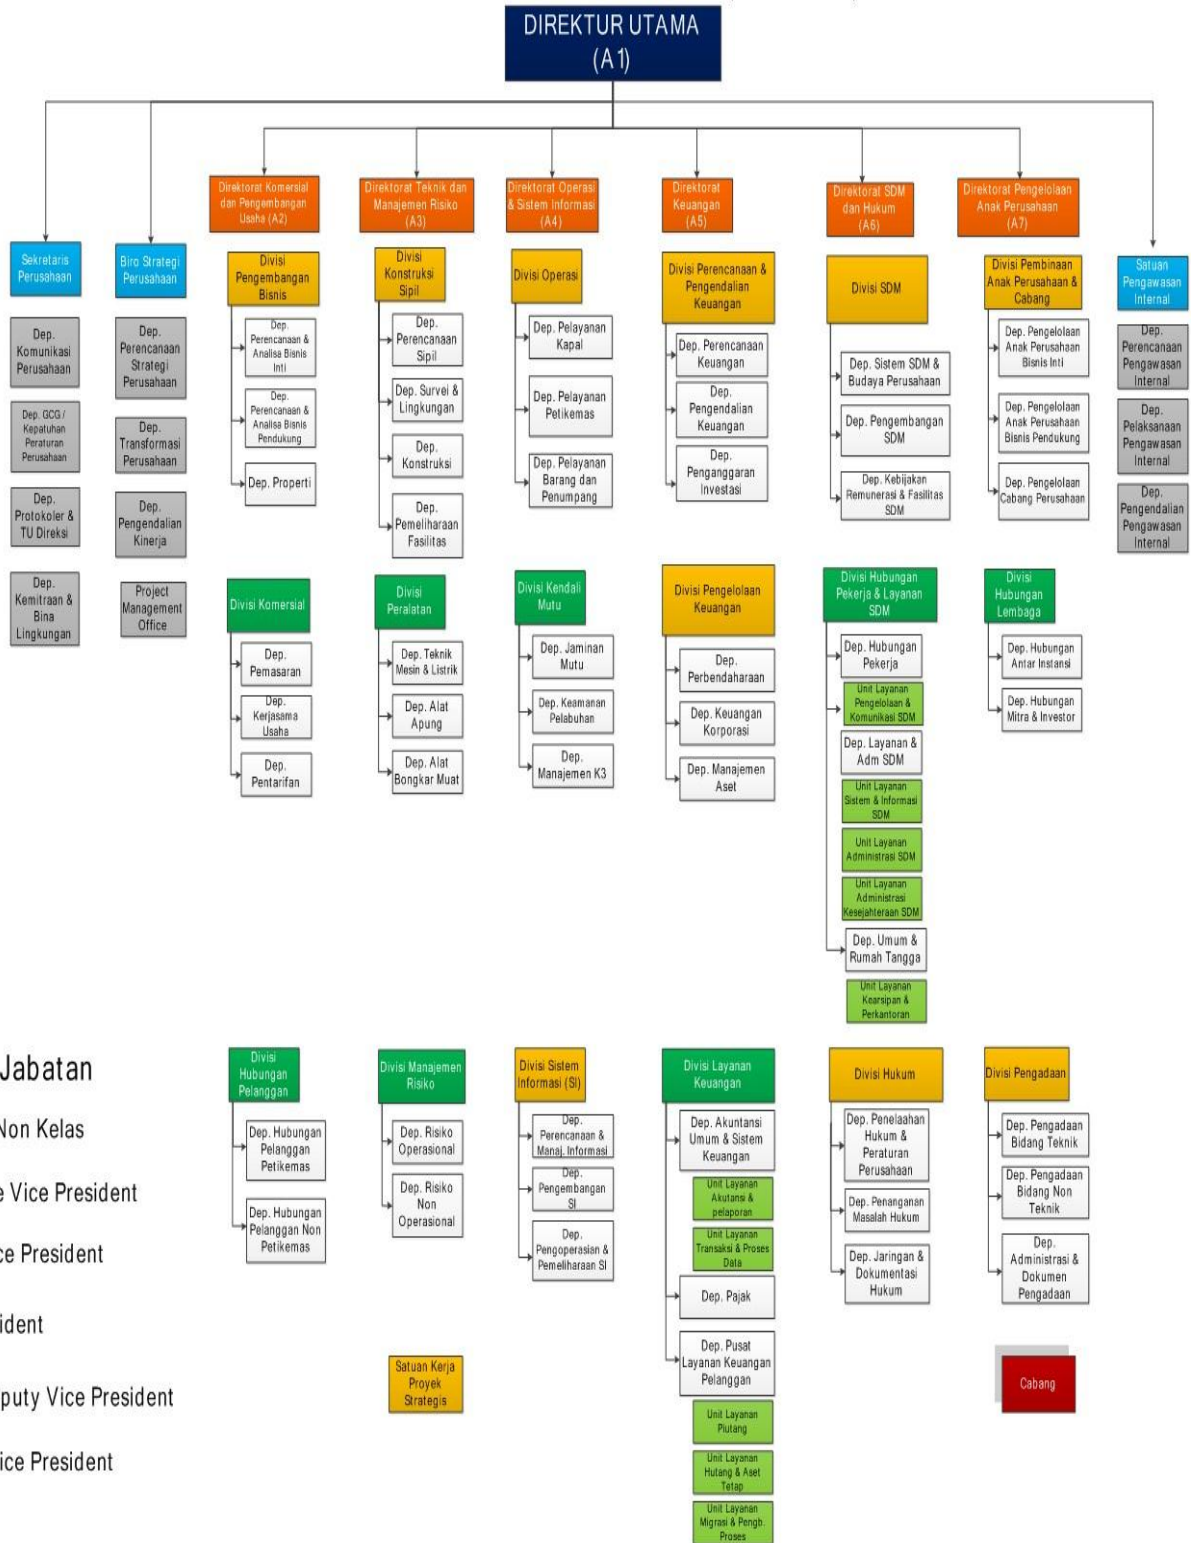 DIREKTUR UTAMA
(A1)
Direktorat Komersial
dan Pengembangan
Usaha (A2)
Direktorat Teknik dan
Manajemen Risiko
(A3)
Direktorat Operasi
& Sistem Informasi
(A4)
Direktorat
Keuangan
(A5)
Direktorat SDM
dan Hukum
(A6)
Direktorat Pengelolaan
Anak Perusahaan
(A7)
Sekretaris
Perusahaan
Dep.
Komunikasi
Perusahaan
Dep. GCG /
Kepatuhan
Peraturan
Perusahaan
Dep.
Protokoler &
TU Direksi
Dep.
Kemitraan &
Bina
Lingkungan
Biro Strategi
Perusahaan
Dep.
Perencanaan
Strategi
Perusahaan
Dep.
Transformasi
Perusahaan
Dep.
Pengendalian
Kinerja
Project
Management
Office
Divisi
Pengembangan
Bisnis
Dep.
Perencanaan &
Analisa Bisnis
Inti
Dep.
Perencanaan &
Analisa Bisnis
Pendukung
Dep. Properti
Divisi
Konstruksi
Sipil
Dep.
Perencanaan
Sipil
Dep. Survei &
Lingkungan
Dep.
Konstruksi
Dep.
Pemeliharaan
Fasilitas
Divisi Operasi
Dep. Pelayanan
Kapal
Dep. Pelayanan
Petikemas
Dep. Pelayanan
Barang dan
Penumpang
Divisi Perencanaan &
Pengendalian
Keuangan
Dep. Perencanaan
Keuangan
Dep.
Pengendalian
Keuangan
Dep.
Penganggaran
Investasi
Divisi SDM
Dep. Sistem SDM &
Budaya Perusahaan
Dep. Pengembangan
SDM
Dep. Kebijakan
Remunerasi & Fasilitas
SDM
Divisi Pembinaan
Anak Perusahaan &
Cabang
Dep. Pengelolaan
Anak Perusahaan
Bisnis Inti
Dep. Pengelolaan
Anak Perusahaan
Bisnis Pendukung
Dep. Pengelolaan
Cabang Perusahaan
Satuan
Pengawasan
Internal
Dep.
Perencanaan
Pengawasan
Internal
Dep.
Pelaksanaan
Pengawasan
Internal
Dep.
Pengendalian
Pengawasan
Internal
Divisi Komersial
Dep.
Pemasaran
Dep.
Kerjasama
Usaha
Dep.
Pentarifan
Divisi
Peralatan
Dep. Teknik
Mesin & Listrik
Dep. Alat
Apung
Dep. Alat
Bongkar Muat
Divisi Kendali
Mutu
Dep. Jaminan
Mutu
Dep. Keamanan
Pelabuhan
Dep.
Manajemen K3
Divisi Pengelolaan
Keuangan
Dep.
Perbendaharaan
Dep. Keuangan
Korporasi
Dep. Manajemen
Aset
Divisi Hubungan
Pekerja & Layanan
SDM
Dep. Hubungan
Pekerja
Unit Layanan
Pengelolaan &
Komunikasi SDM
Dep. Layanan &
Adm SDM
Unit Layanan
Sistem & Informasi
SDM
Unit Layanan
Administrasi SDM
Unit Layanan
Administrasi
Kesejahteraan SDM
Dep. Umum &
Rumah Tangga
Unit Layanan
Kearsipan &
Perkantoran
Divisi
Hubungan
Lembaga
Dep. Hubungan
Antar Instansi
Dep. Hubungan
Mitra & Investor
Jabatan
Non Kelas
e Vice President
ce President
ident
puty Vice President
ice President
Divisi
Hubungan
Pelanggan
Dep. Hubungan
Pelanggan
Petikemas
Dep. Hubungan
Pelanggan Non
Petikemas
Divisi Manajemen
Risiko
Dep. Risiko
Operasional
Dep. Risiko
Non
Operasional
Satuan Kerja
Proyek
Strategis
Divisi Sistem
Informasi (SI)
Dep.
Perencanaan &
Manaj. Informasi
Dep.
Pengembangan
SI
Dep.
Pengoperasian &
Pemeliharaan SI
Divisi Layanan
Keuangan
Dep. Akuntansi
Umum & Sistem
Keuangan
Unit Layanan
Akutansi &
pelaporan
Unit Layanan
Transaksi & Proses
Data
Dep. Pajak
Dep. Pusat
Layanan Keuangan
Pelanggan
Unit Layanan
Piutang
Unit Layanan
Hutang & Aset
Tetap
Unit Layanan
Migrasi & Pengb.
Proses
Divisi Hukum
Dep. Penelaahan
Hukum &
Peraturan
Perusahaan
Dep. Penanganan
Masalah Hukum
Dep. Jaringan &
Dokumentasi
Hukum
Divisi Pengadaan
Dep. Pengadaan
Bidang Teknik
Dep. Pengadaan
Bidang Non
Teknik
Dep.
Administrasi &
Dokumen
Pengadaan
Cabang